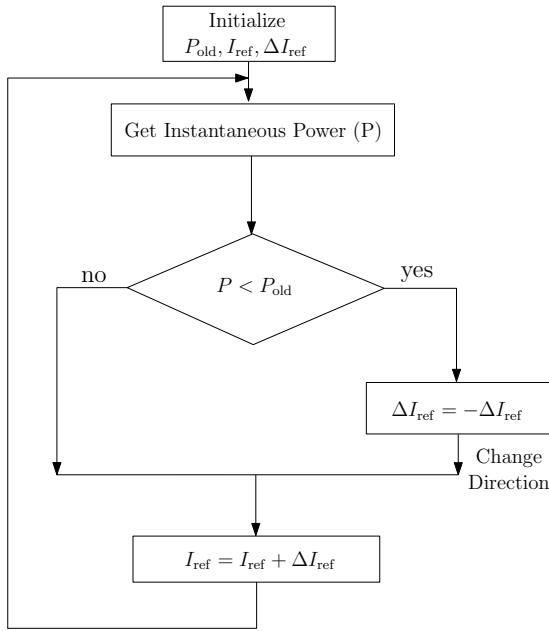 Initialize
P_old, I_ref, ΔI_ref
Get Instantaneous Power (P)
no
yes
P < P_old
ΔI_ref = −ΔI_ref
Change
Direction
I_ref = I_ref + ΔI_ref